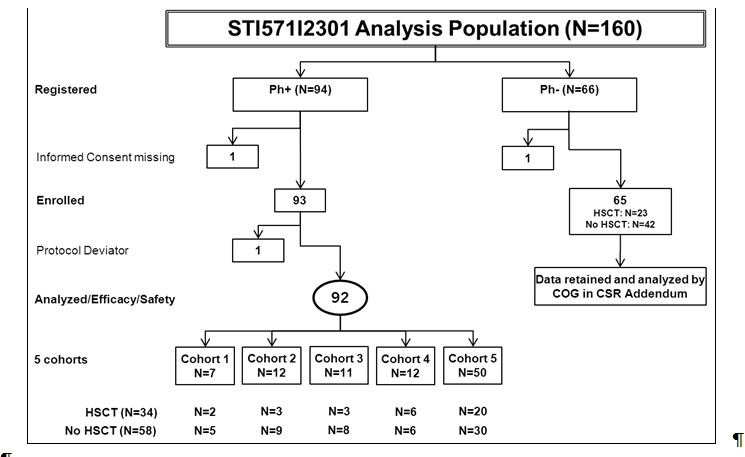 STI571I2301 Analysis Population (N=160)
Registered
Ph+ (N=94)
Ph- (N=66)
Informed Consent missing
1
1
Enrolled
93
65
HSCT: N=23
No HSCT: N=42
Protocol Deviator
1
Data retained and analyzed by
COG in CSR Addendum
Analyzed/Efficacy/Safety
92
5 cohorts
Cohort 1
N=7
Cohort 2
N=12
Cohort 3
N=11
Cohort 4
N=12
Cohort 5
N=50
HSCT (N=34) N=2 N=3 N=3 N=6 N=20
No HSCT (N=58) N=5 N=9 N=8 N=6 N=30
¶
¶